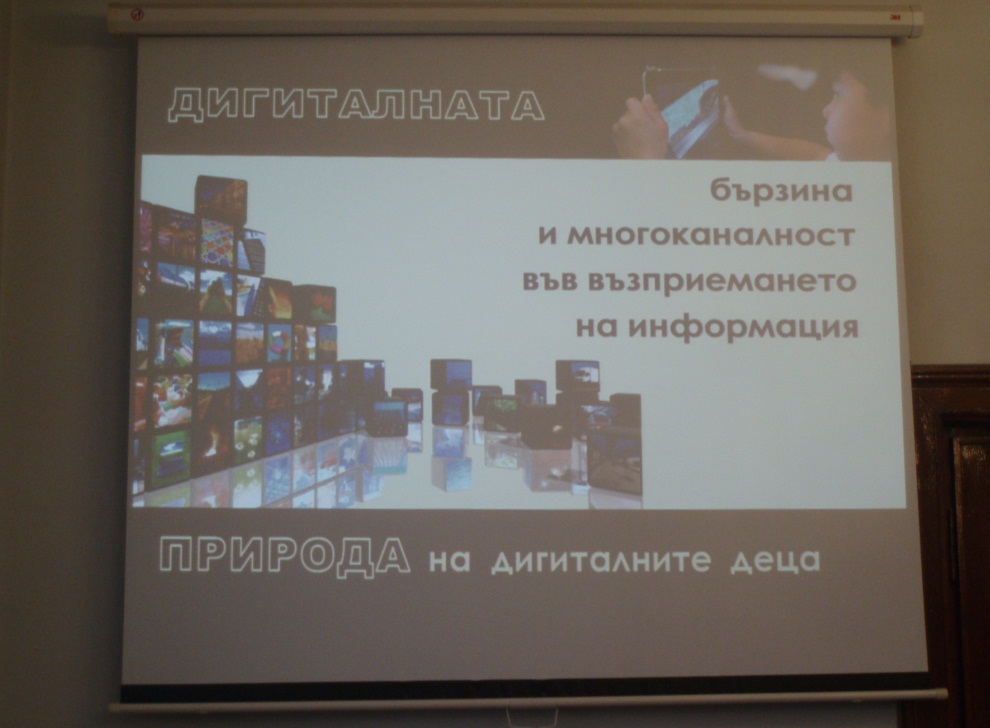 ДИГИТАЛНАТА
бързина
и многоканалност
във възприемането
на информация
ПРИРОДА на дигиталните деца